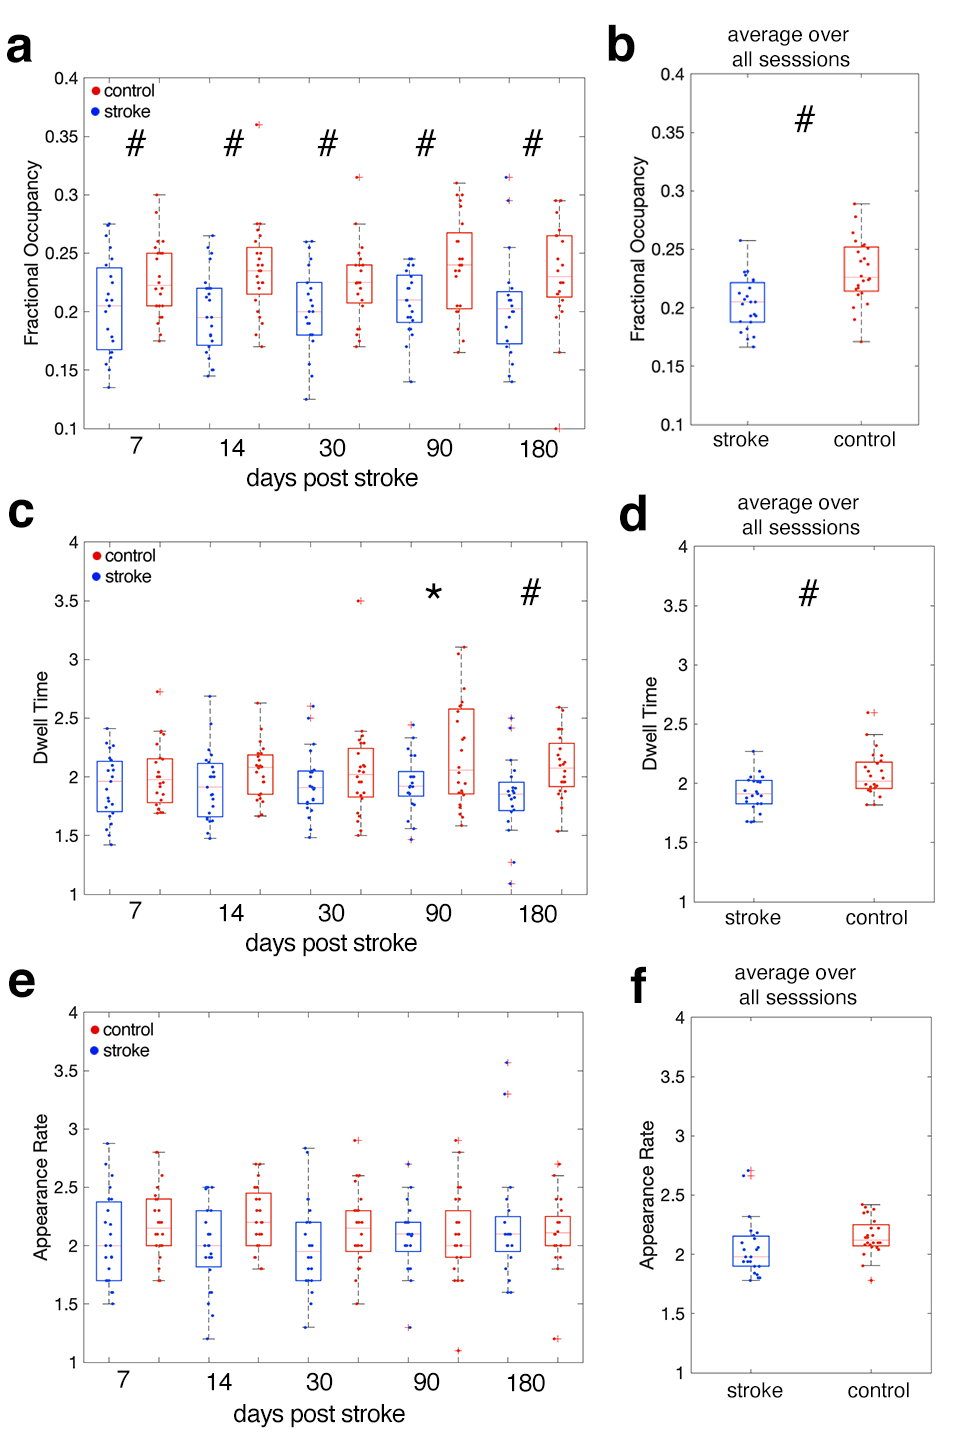 a
control
stroke
# # # # #
Fractional Occupancy
0.4
0.35
0.3
0.25
0.2
0.15
0.1
7 14 30 90 180
days post stroke
b
average over
all sesssions
#
Fractional Occupancy
0.4
0.35
0.3
0.25
0.2
0.15
0.1
stroke control
c
control
stroke
* #
Dwell Time
4
3.5
3
2.5
2
1.5
1
7 14 30 90 180
days post stroke
d
average over
all sesssions
#
Dwell Time
4
3.5
3
2.5
2
1.5
1
stroke control
e
control
stroke
Appearance Rate
4
3.5
3
2.5
2
1.5
1
7 14 30 90 180
days post stroke
f
average over
all sesssions
Appearance Rate
4
3.5
3
2.5
2
1.5
1
stroke control